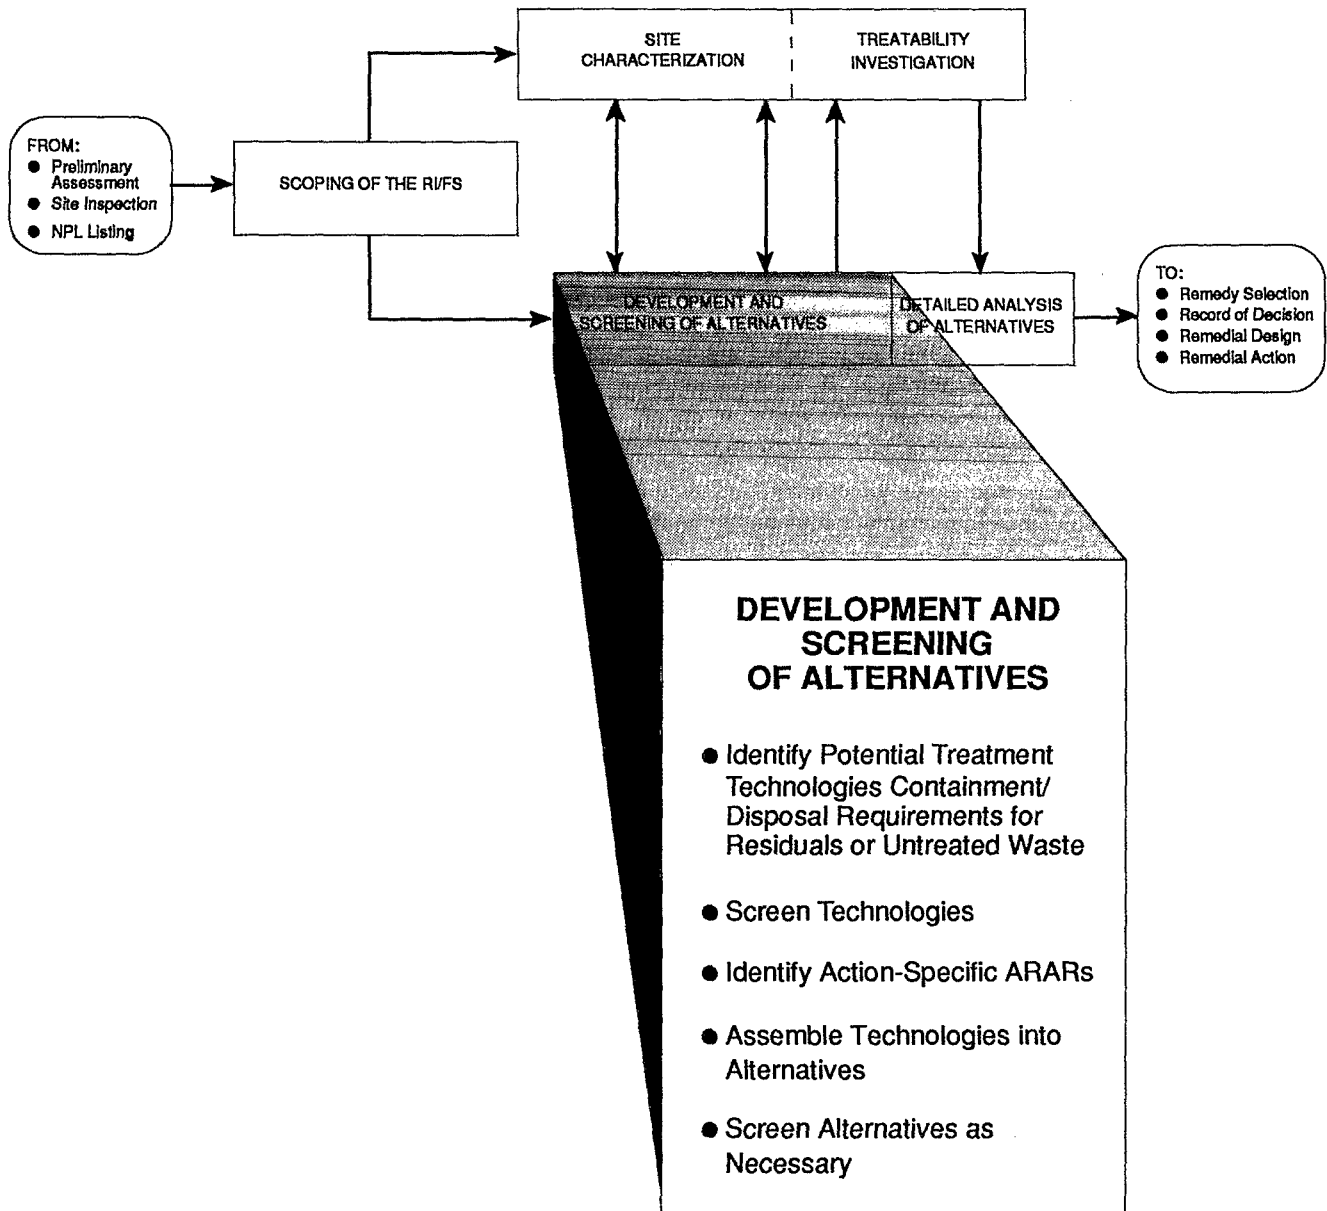 SITE
CHARACTERIZATION
TREATABILITY
INVESTIGATION
FROM:
● Preliminary
Assessment
● Site Inspection
● NPL Listing
SCOPING OF THE RI/FS
DEVELOPMENT AND
SCREENING OF ALTERNATIVES
DETAILED ANALYSIS
OF ALTERNATIVES
TO:
● Remedy Selection
● Record of Decision
● Remedial Design
● Remedial Action
DEVELOPMENT AND
SCREENING
OF ALTERNATIVES
● Identify Potential Treatment
Technologies Containment/
Disposal Requirements for
Residuals or Untreated Waste
● Screen Technologies
● Identify Action-Specific ARARs
● Assemble Technologies into
Alternatives
● Screen Alternatives as
Necessary